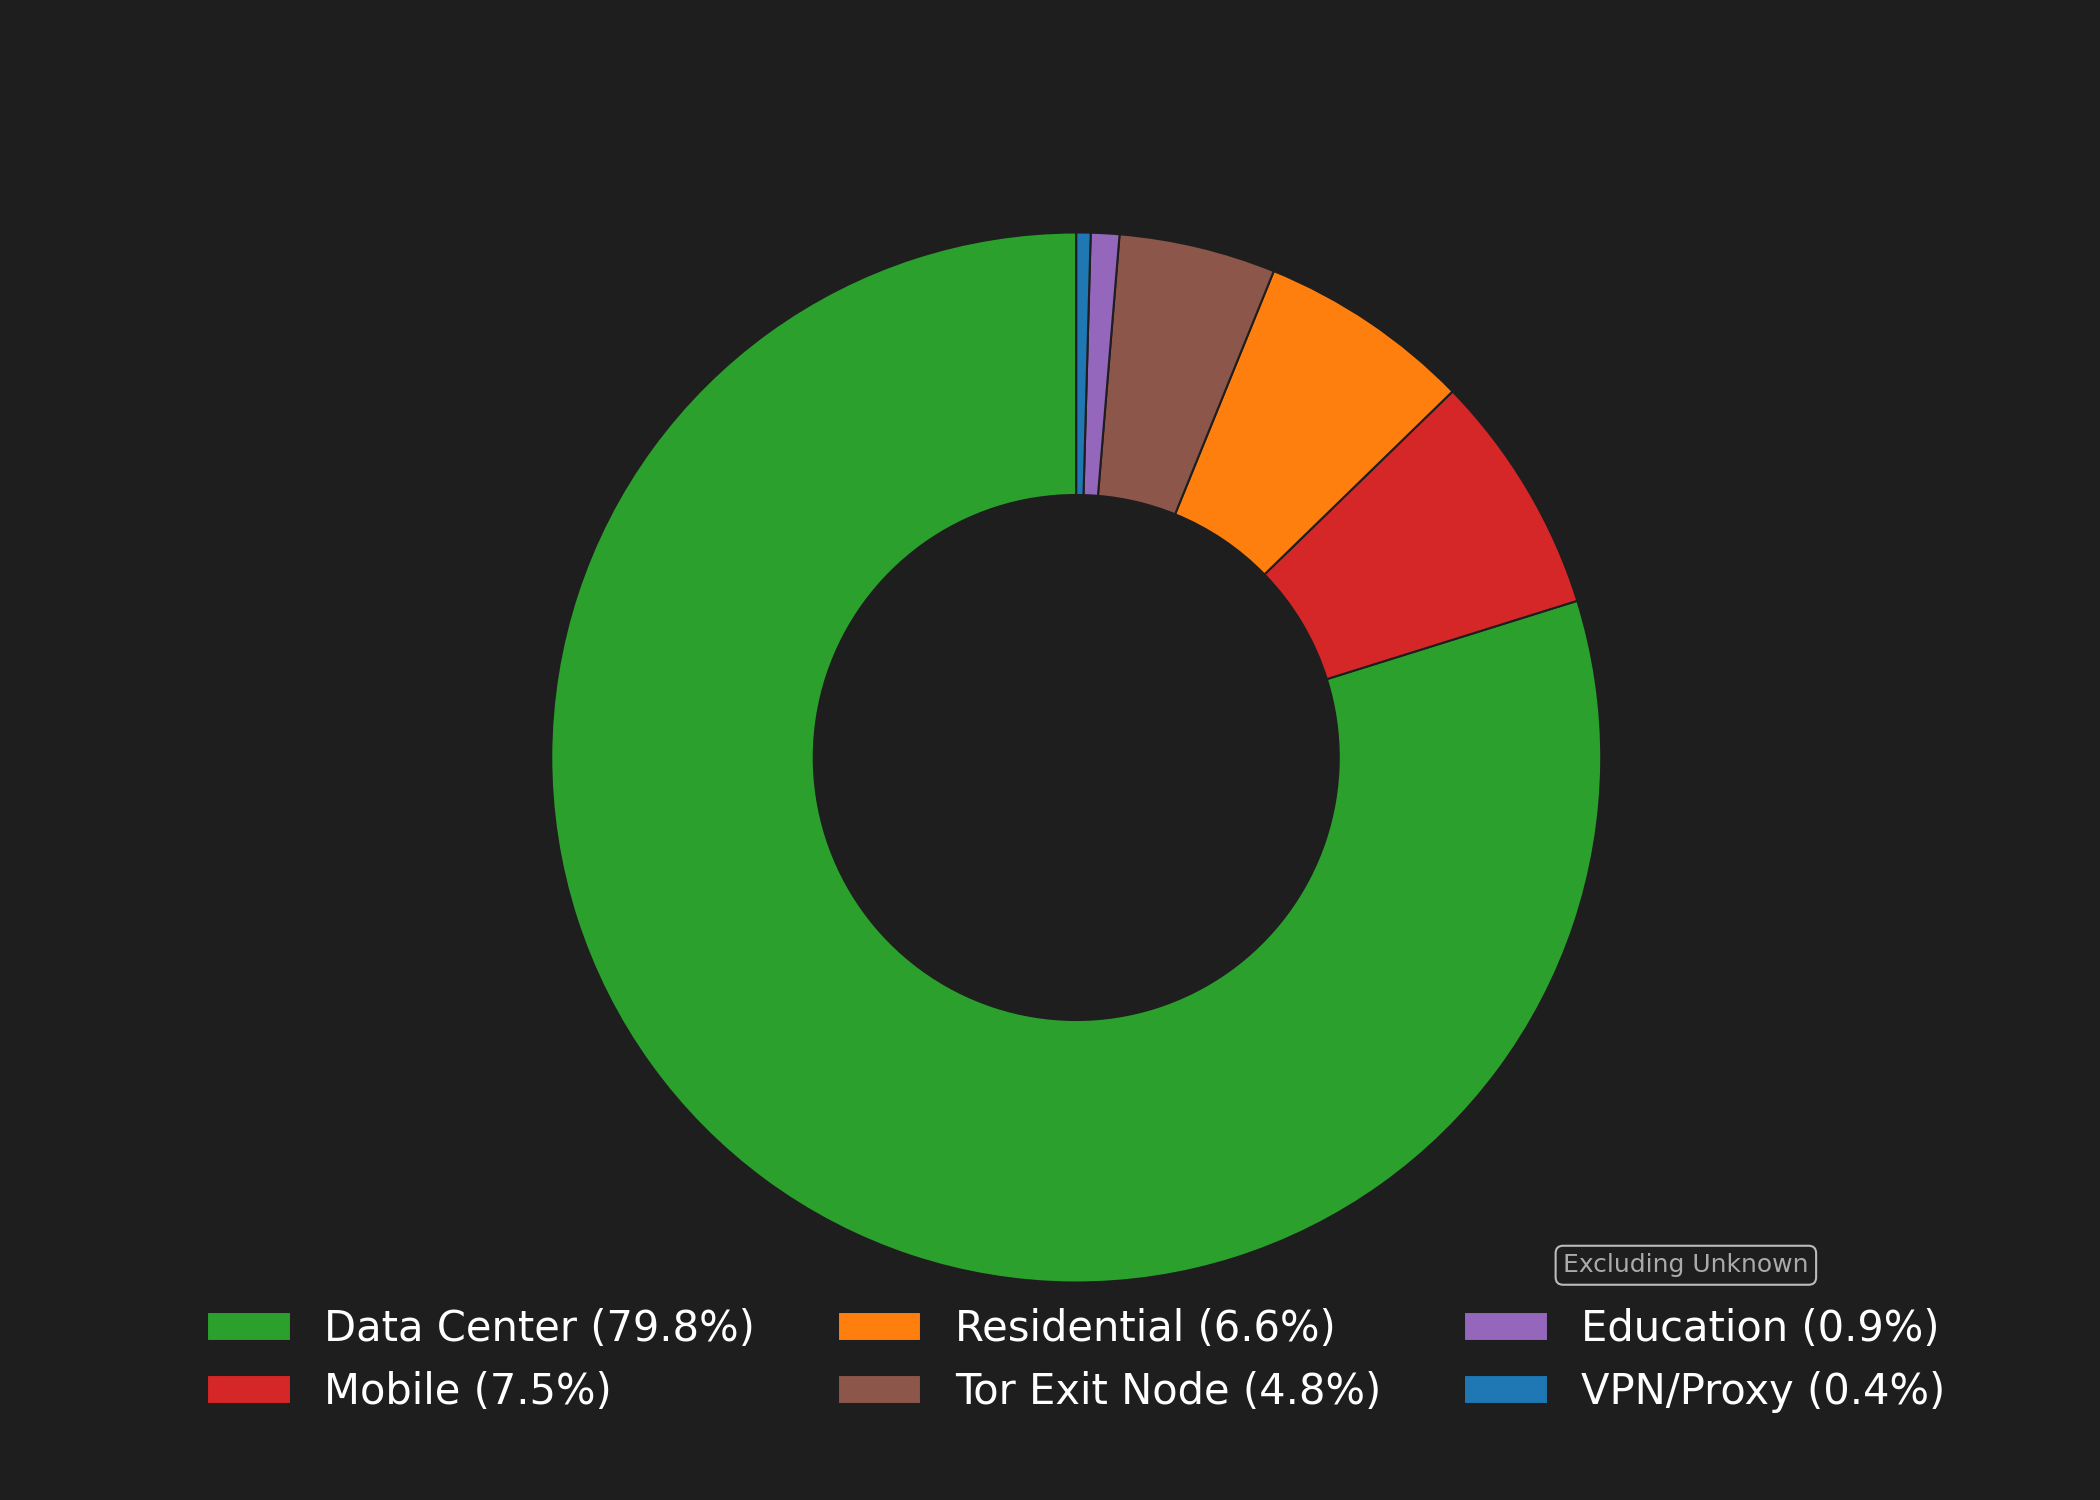 Excluding Unknown
Data Center (79.8%)
Mobile (7.5%)
Residential (6.6%)
Tor Exit Node (4.8%)
Education (0.9%)
VPN/Proxy (0.4%)